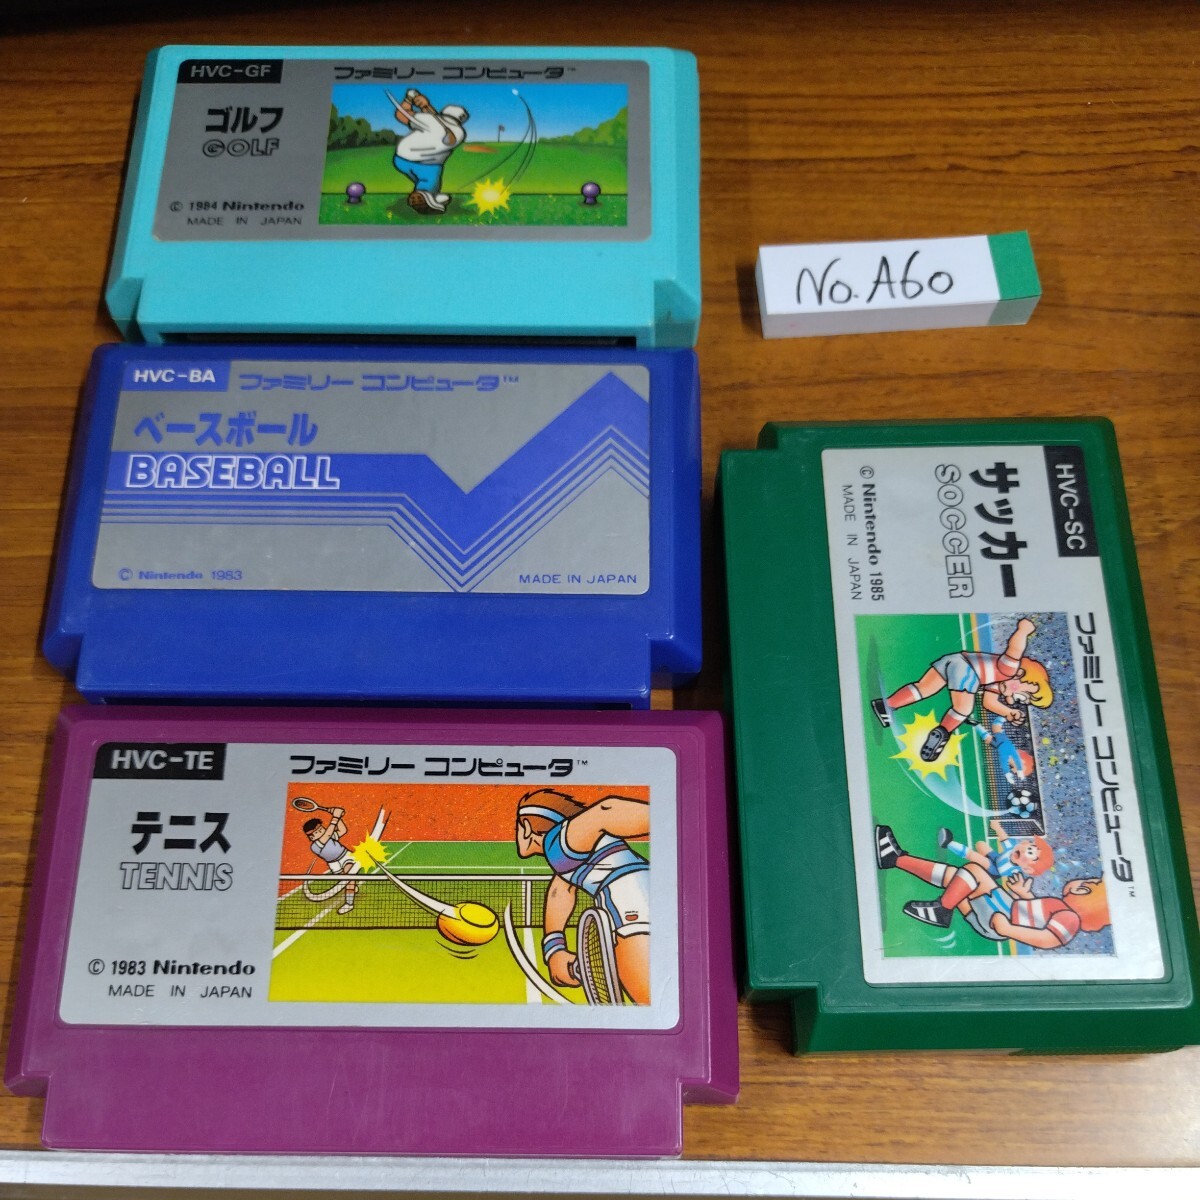 HVC-GF
ファミリー コンピュータ™
ゴルフ
GOLF
© 1984 Nintendo
MADE IN JAPAN
No. A60
HVC-BA
ファミリー コンピュータ™
ベースボール
BASEBALL
© Nintendo 1983
MADE IN JAPAN
HVC-TE
ファミリー コンピュータ™
テニス
TENNIS
© 1983 Nintendo
MADE IN JAPAN
HVC-SC
ファミリー コンピュータ™
サッカー
SOCCER
© Nintendo 1985
MADE IN JAPAN